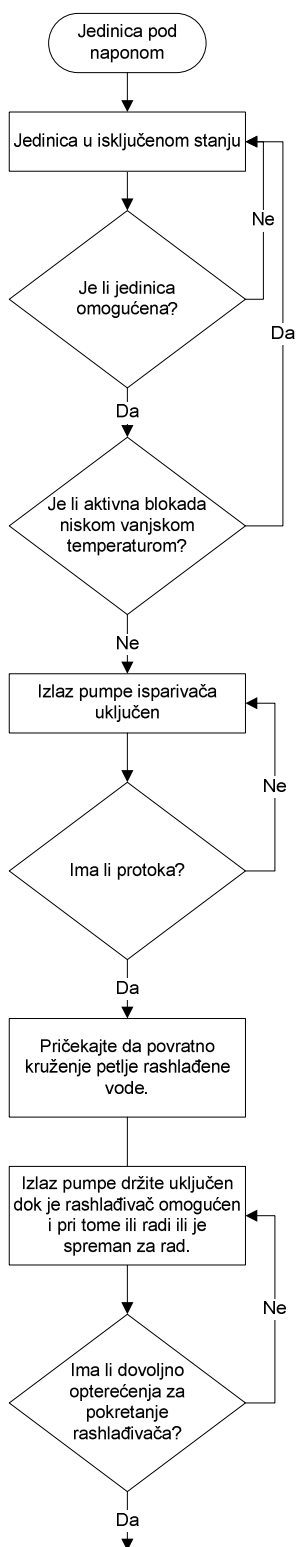 Jedinica pod
naponom
Jedinica u isključenom stanju
Ne
Je li jedinica
omogućena?
Da
Da
Je li aktivna blokada
niskom vanjskom
temperaturom?
Ne
Izlaz pumpe isparivača
uključen
Ne
Ima li protoka?
Da
Pričekajte da povratno
kruženje petlje rashlađene
vode.
Izlaz pumpe držite uključen
dok je rashlađivač omogućen
i pri tome ili radi ili je
spreman za rad.
Ne
Ima li dovoljno
opterećenja za
pokretanje
rashlađivača?
Da